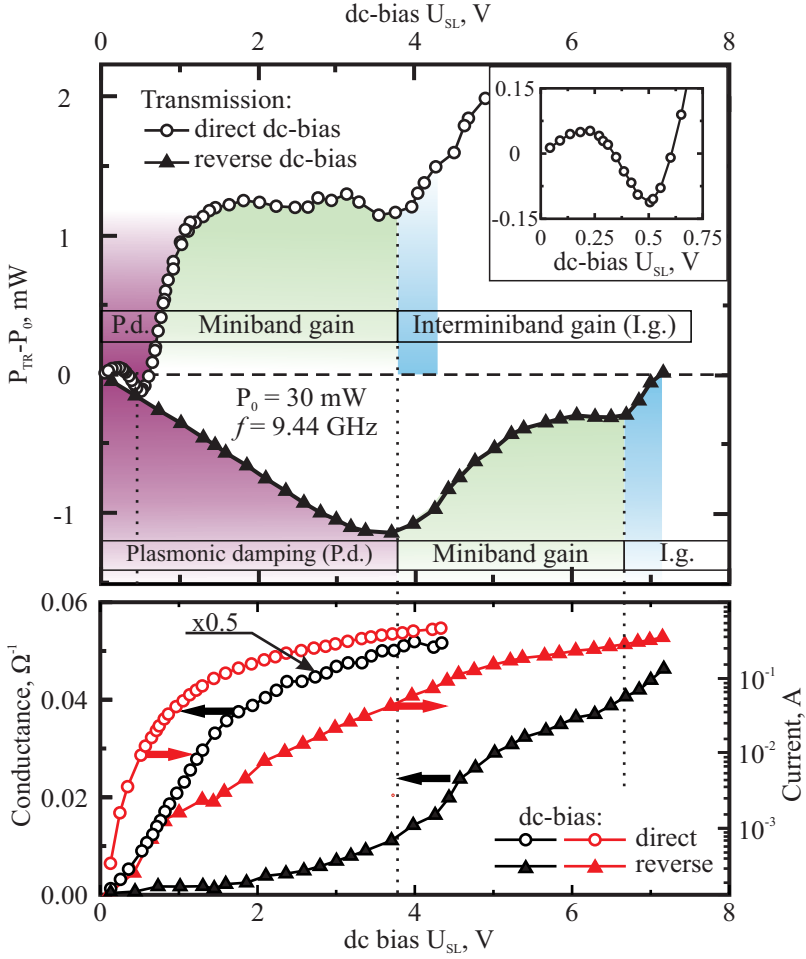 dc-bias U_SL, V
0 2 4 6 8
2
1
0
-1
P_TR-P_0, mW
Transmission:
direct dc-bias
reverse dc-bias
0.15
0
-0.15
0 0.25 0.5 0.75
dc-bias U_SL, V
P.d. Miniband gain Interminiband gain (I.g.)
P_0 = 30 mW
f = 9.44 GHz
Plasmonic damping (P.d.) Miniband gain I.g.
0.06
0.04
0.02
0.00
Conductance, Ω^-1
x0.5
10^-1
10^-2
10^-3
Current, A
dc-bias:
direct
reverse
0 2 4 6 8
dc bias U_SL, V